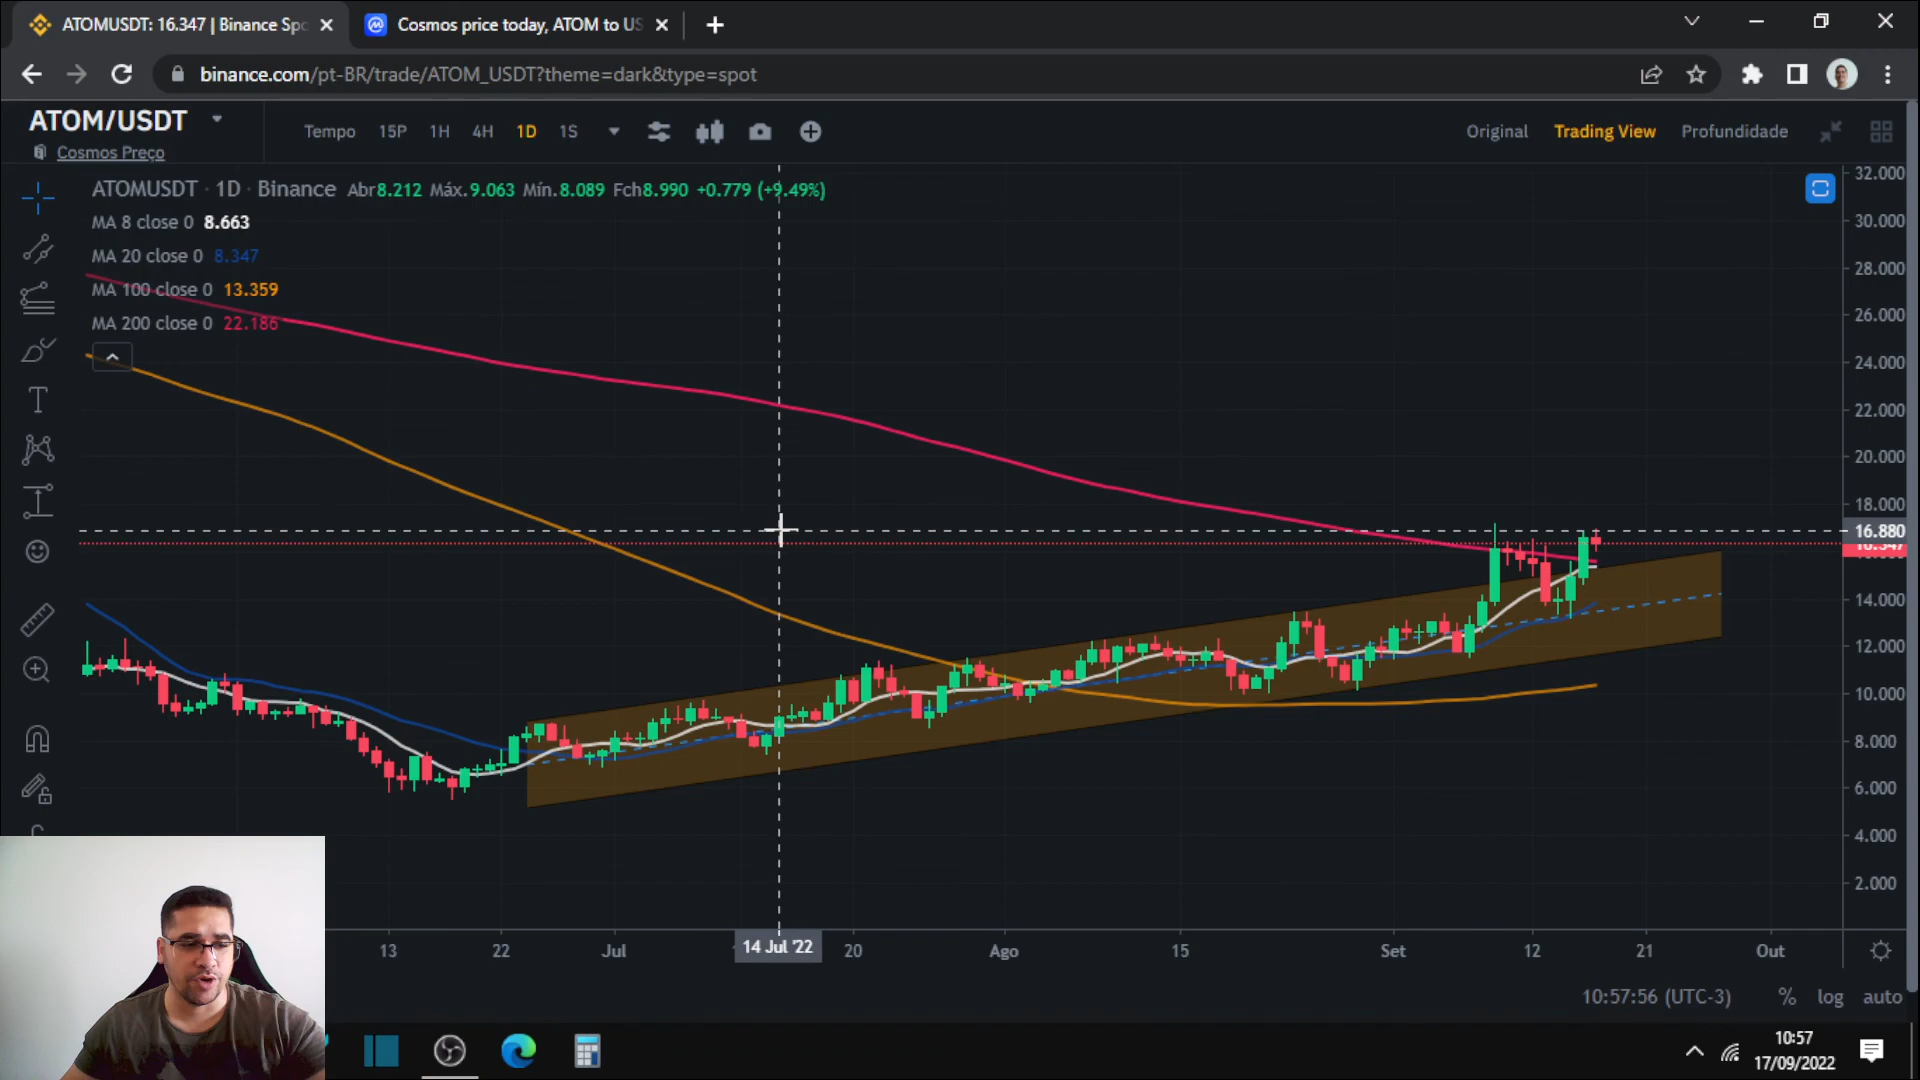 ATOMUSDT: 16.347 | Binance Spo
Cosmos price today, ATOM to US
binance.com/pt-BR/trade/ATOM_USDT?theme=dark&type=spot
ATOM/USDT
Cosmos Preço
Tempo 15P 1H 4H 1D 1S
Original Trading View Profundidade
ATOMUSDT · 1D · Binance Abr8.212 Máx.9.063 Mín.8.089 Fch8.990 +0.779 (+9.49%)
MA 8 close 0 8.663
MA 20 close 0 8.347
MA 100 close 0 13.359
MA 200 close 0 22.186
32.000
30.000
28.000
26.000
24.000
22.000
20.000
18.000
16.880
16.347
14.000
12.000
10.000
8.000
6.000
4.000
2.000
13 22 Jul 14 Jul '22 20 Ago 15 Set 12 21 Out
10:57:56 (UTC-3) % log auto
10:57
17/09/2022